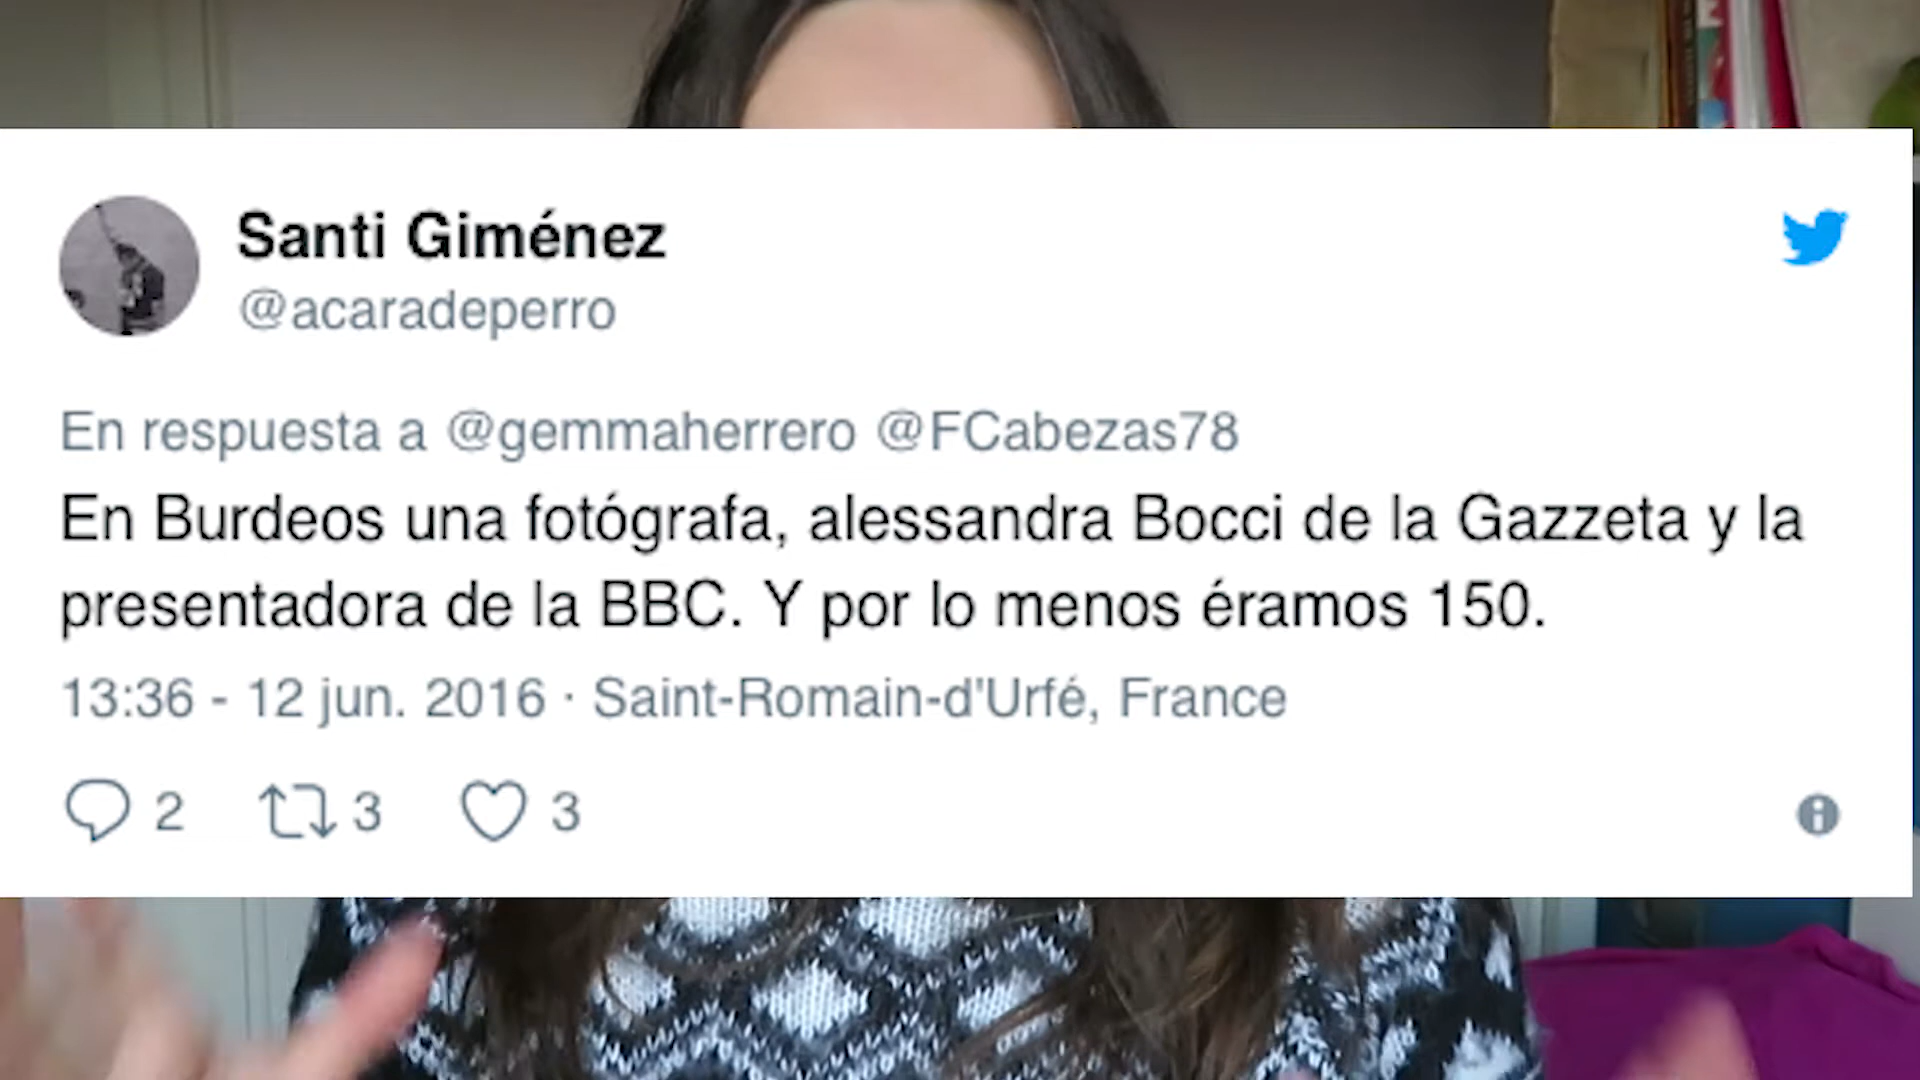 Santi Giménez
@acaradeperro
En respuesta a @gemmaherrero @FCabezas78
En Burdeos una fotógrafa, alessandra Bocci de la Gazzeta y la
presentadora de la BBC. Y por lo menos éramos 150.
13:36 - 12 jun. 2016 · Saint-Romain-d'Urfé, France
2 3 3